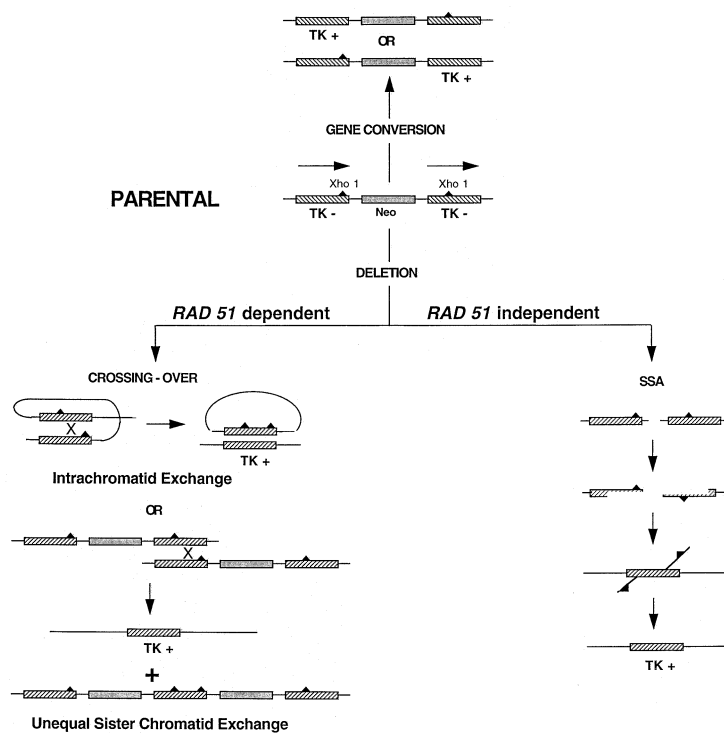 TK +
OR
TK +
GENE CONVERSION
Xho 1
Xho 1
PARENTAL
TK -
Neo
TK -
DELETION
RAD 51 dependent
RAD 51 independent
CROSSING - OVER
SSA
X
TK +
Intrachromatid Exchange
OR
X
TK +
TK +
+
Unequal Sister Chromatid Exchange